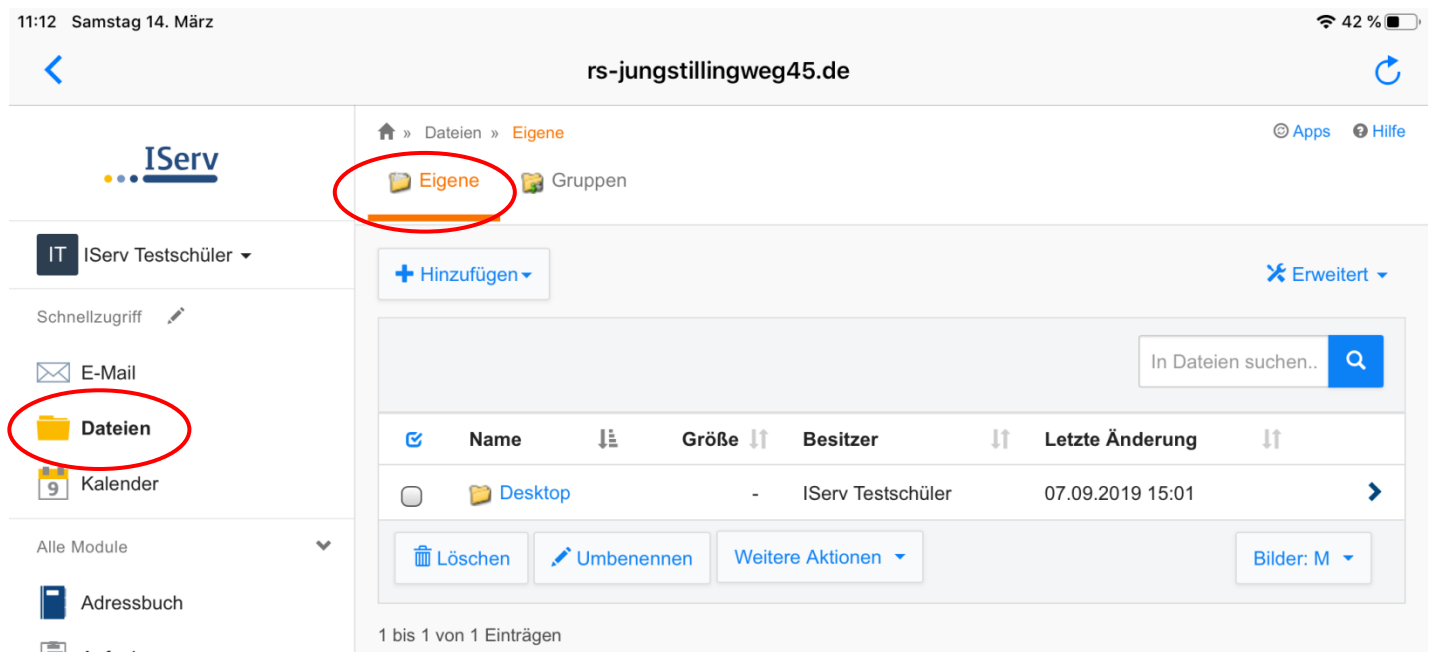 11:12 Samstag 14. März 42 %
rs-jungstillingweg45.de
IServ
» Dateien » Eigene
Apps Hilfe
Eigene Gruppen
IT IServ Testschüler
Hinzufügen
Erweitert
Schnellzugriff
In Dateien suchen..
E-Mail
Dateien
9 Kalender
Name Größe Besitzer Letzte Änderung
Desktop - IServ Testschüler 07.09.2019 15:01
Löschen Umbenennen Weitere Aktionen Bilder: M
Alle Module
Adressbuch
1 bis 1 von 1 Einträgen